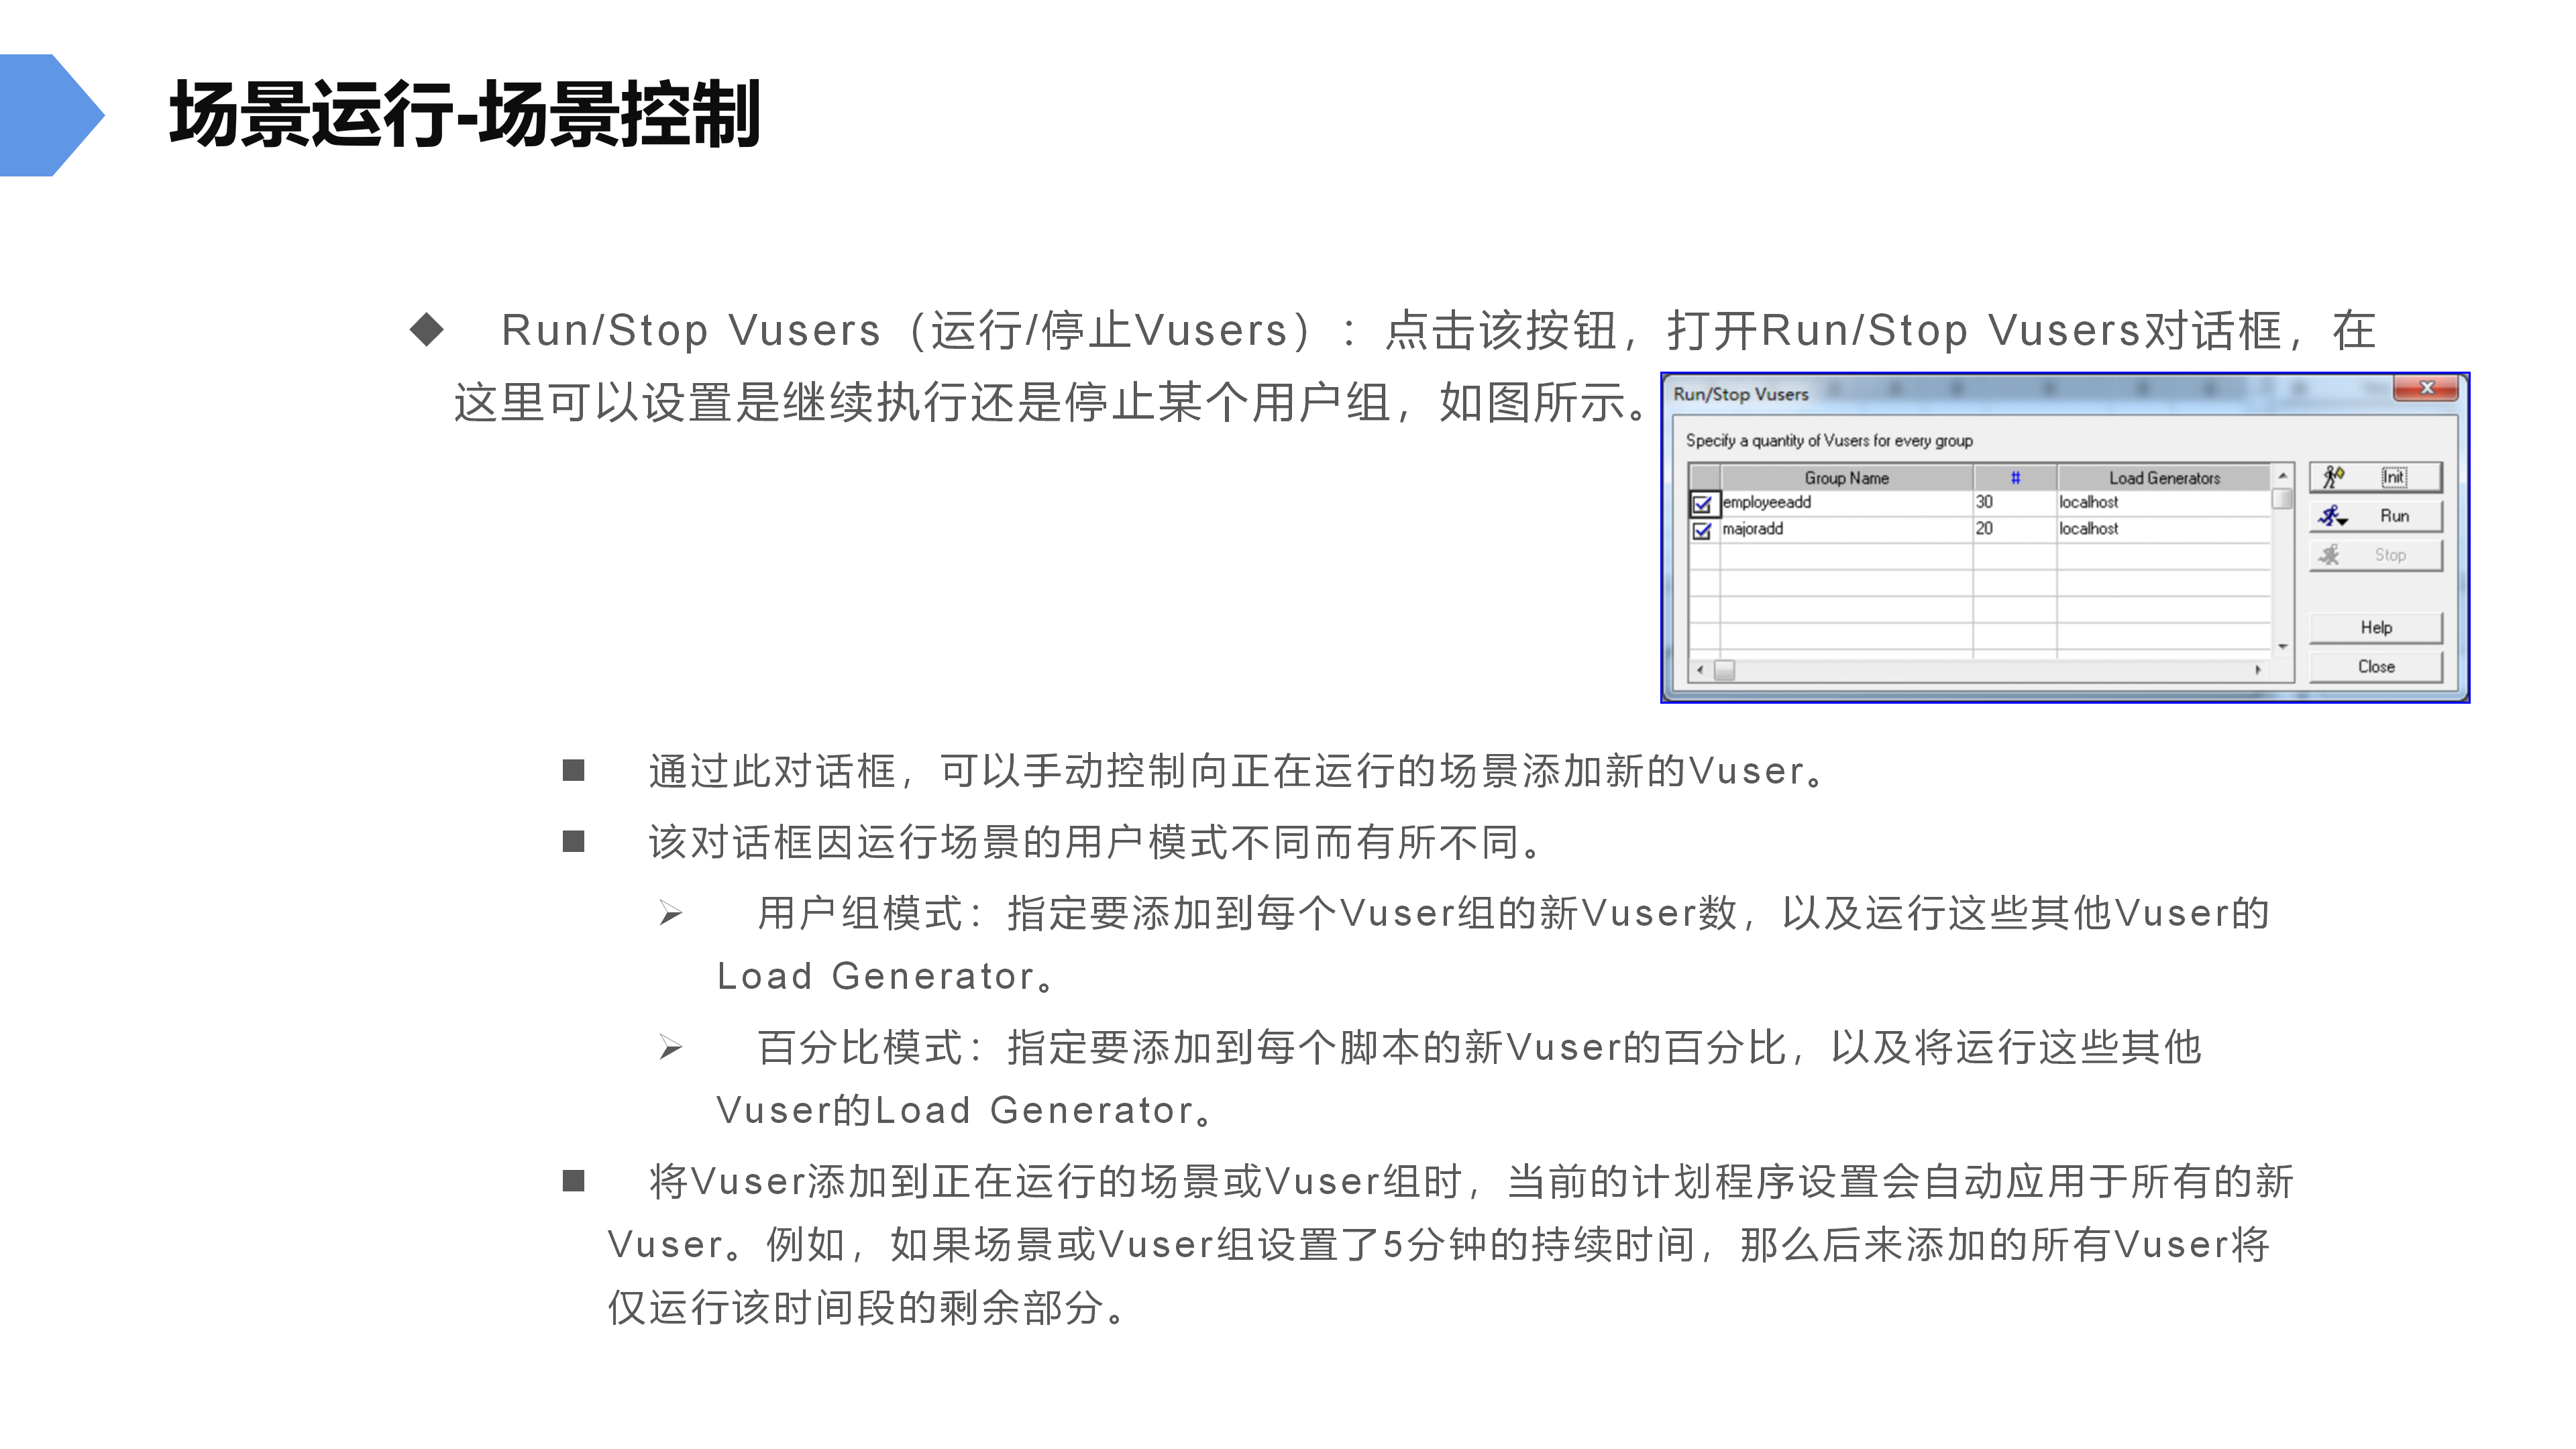 场景运行-场景控制
◆ Run/Stop Vusers（运行/停止Vusers）：点击该按钮，打开Run/Stop Vusers对话框，在
这里可以设置是继续执行还是停止某个用户组，如图所示。
Run/Stop Vusers
Specify a quantity of Vusers for every group
Group Name # Load Generators
employeeadd 30 localhost
majoradd 20 localhost
Init
Run
Stop
Help
Close
■ 通过此对话框，可以手动控制向正在运行的场景添加新的Vuser。
■ 该对话框因运行场景的用户模式不同而有所不同。
➢ 用户组模式：指定要添加到每个Vuser组的新Vuser数，以及运行这些其他Vuser的
Load Generator。
➢ 百分比模式：指定要添加到每个脚本的新Vuser的百分比，以及将运行这些其他
Vuser的Load Generator。
■ 将Vuser添加到正在运行的场景或Vuser组时，当前的计划程序设置会自动应用于所有的新
Vuser。例如，如果场景或Vuser组设置了5分钟的持续时间，那么后来添加的所有Vuser将
仅运行该时间段的剩余部分。